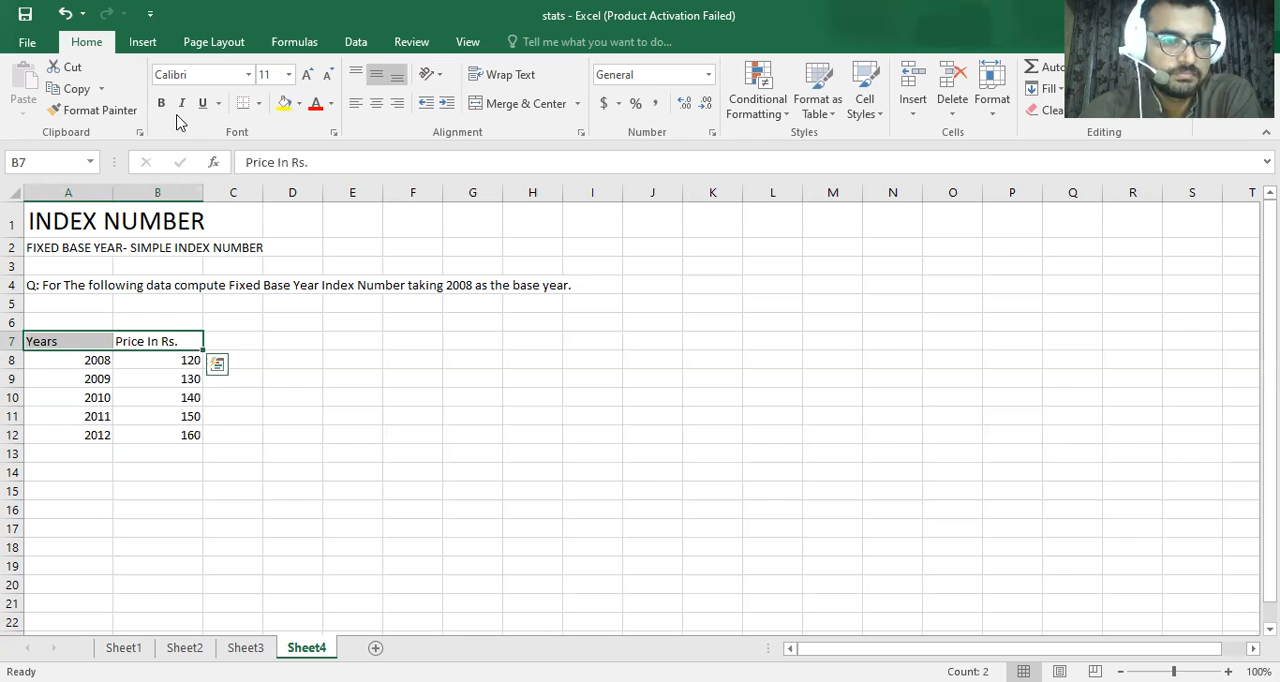 stats - Excel (Product Activation Failed)
File Home Insert Page Layout Formulas Data Review View Tell me what you want to do...
Cut
Copy
Format Painter
Paste
Calibri 11
B I U
Wrap Text
Merge & Center
General
$ % ,
Conditional Formatting
Format as Table
Cell Styles
Insert Delete Format
Auto
Fill
Clea
Clipboard Font Alignment Number Styles Cells Editing
B7 fx Price In Rs.
A B C D E F G H I J K L M N O P Q R S T
1 INDEX NUMBER
2 FIXED BASE YEAR- SIMPLE INDEX NUMBER
3
4 Q: For The following data compute Fixed Base Year Index Number taking 2008 as the base year.
5
6
7 Years Price In Rs.
8 2008 120
9 2009 130
10 2010 140
11 2011 150
12 2012 160
13
14
15
16
17
18
19
20
21
22
Sheet1 Sheet2 Sheet3 Sheet4
Ready Count: 2 100%